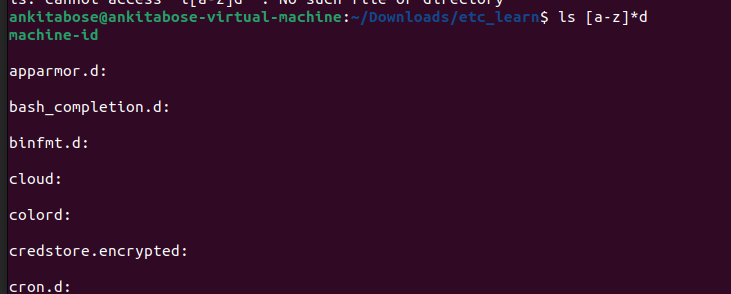 ls: cannot access 't[a-z]d': No such file or directory
ankitabose@ankitabose-virtual-machine:~/Downloads/etc_learn$ ls [a-z]*d
machine-id
apparmor.d:
bash_completion.d:
binfmt.d:
cloud:
colord:
credstore.encrypted:
cron.d: